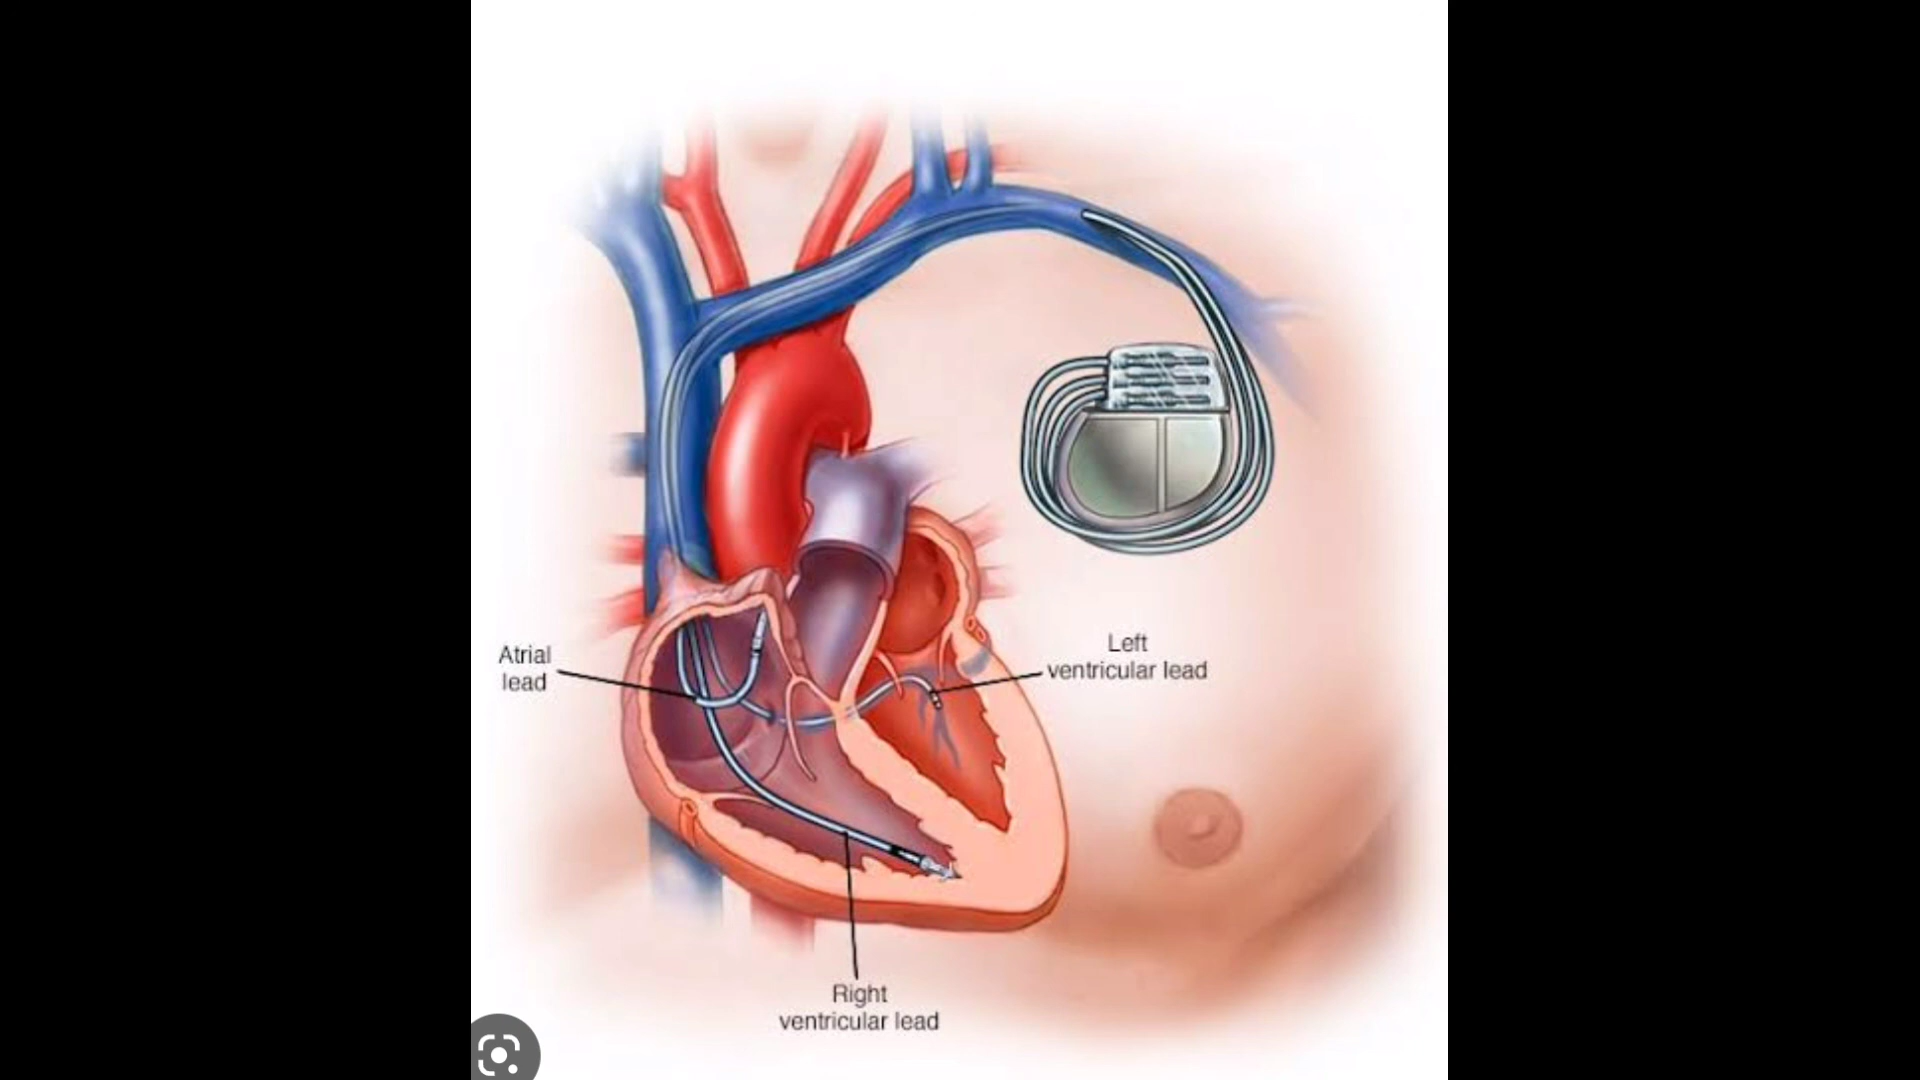 Atrial
lead
Left
ventricular lead
Right
ventricular lead